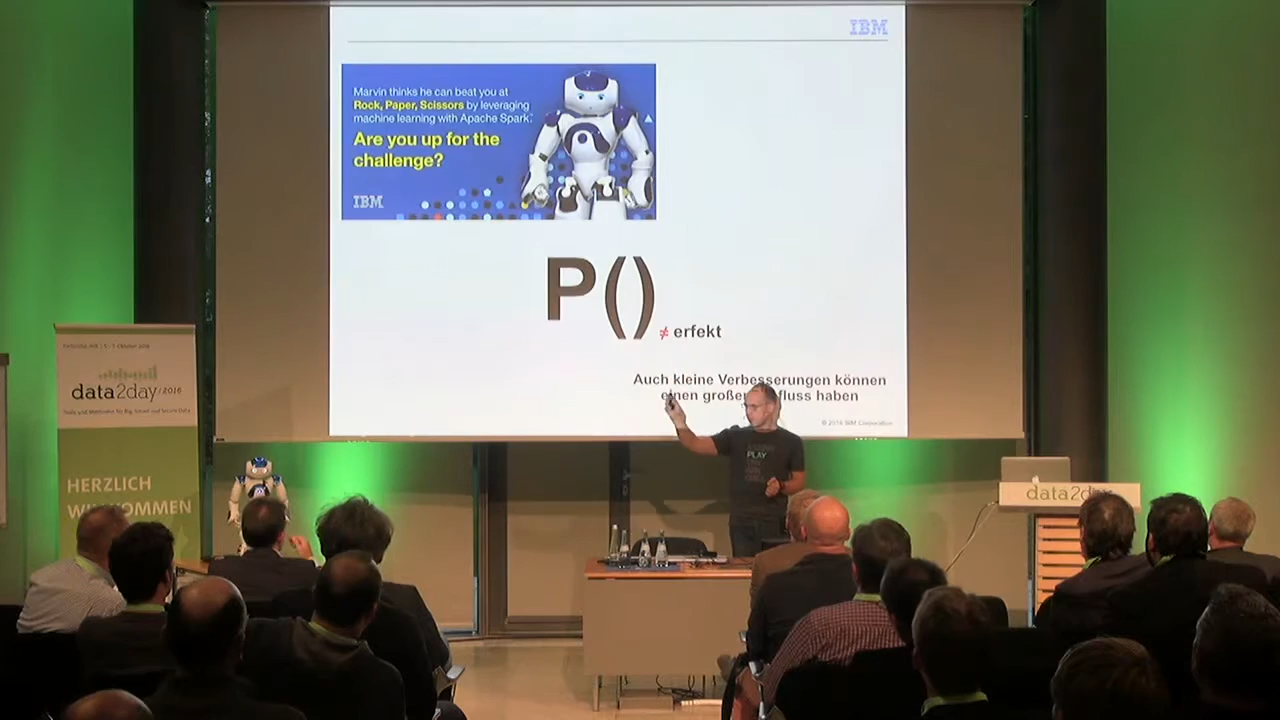 IBM
Marvin thinks he can beat you at
Rock, Paper, Scissors by leveraging
machine learning with Apache Spark.
Are you up for the
challenge?
IBM
P()
≠ erfekt
Auch kleine Verbesserungen können
einen großen fluss haben
© 2016 IBM Corporation
data2day/2016
HERZLICH
WILLKOMMEN
PLAY
data2day